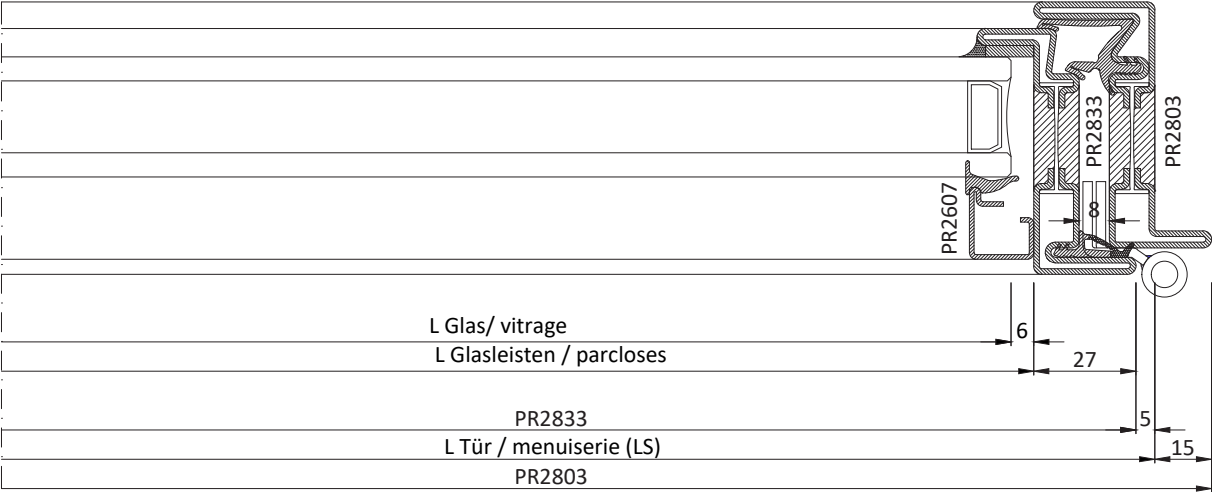 PR2833
PR2803
PR2607
8
L Glas/ vitrage
6
L Glasleisten / parcloses
27
PR2833
5
L Tür / menuiserie (LS)
15
PR2803